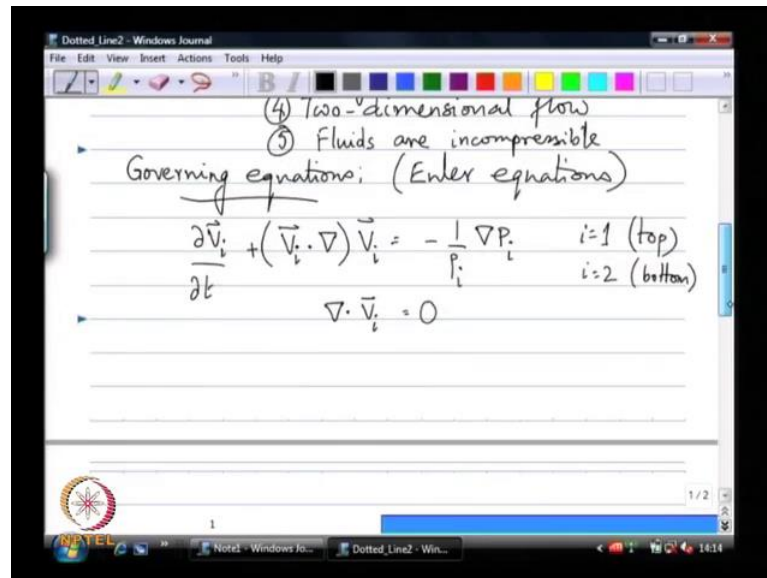 Dotted_Line2 - Windows Journal
File Edit View Insert Actions Tools Help
B I
(4) Two-dimensional flow
(5) Fluids are incompressible
Governing equations: (Enler equations)
∂V⃗ᵢ/∂t + (V⃗ᵢ · ∇) V⃗ᵢ = - 1/ρᵢ ∇Pᵢ i=1 (top)
i=2 (bottom)
∇· V⃗ᵢ = 0
1 / 2
1
NPTEL
Note1 - Windows Jo...
Dotted_Line2 - Win...
14:14